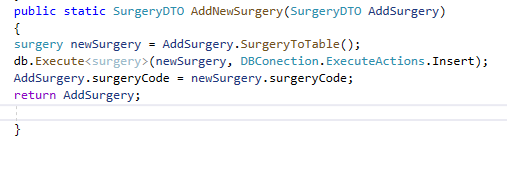 public static SurgeryDTO AddNewSurgery(SurgeryDTO AddSurgery)
{
surgery newSurgery = AddSurgery.SurgeryToTable();
db.Execute<surgery>(newSurgery, DBConection.ExecuteActions.Insert);
AddSurgery.surgeryCode = newSurgery.surgeryCode;
return AddSurgery;
}